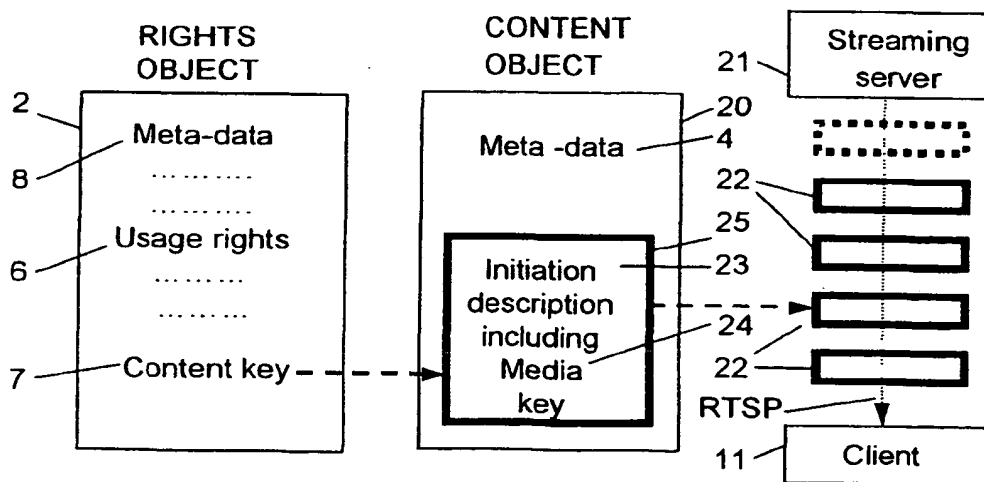 RIGHTS
OBJECT
2
Meta-data
8
..........
..........
Usage rights
6
..........
..........
7
Content key
CONTENT
OBJECT
20
Meta -data
4
25
Initiation
23
description
including
24
Media
key
21
Streaming
server
22
22
RTSP
11
Client